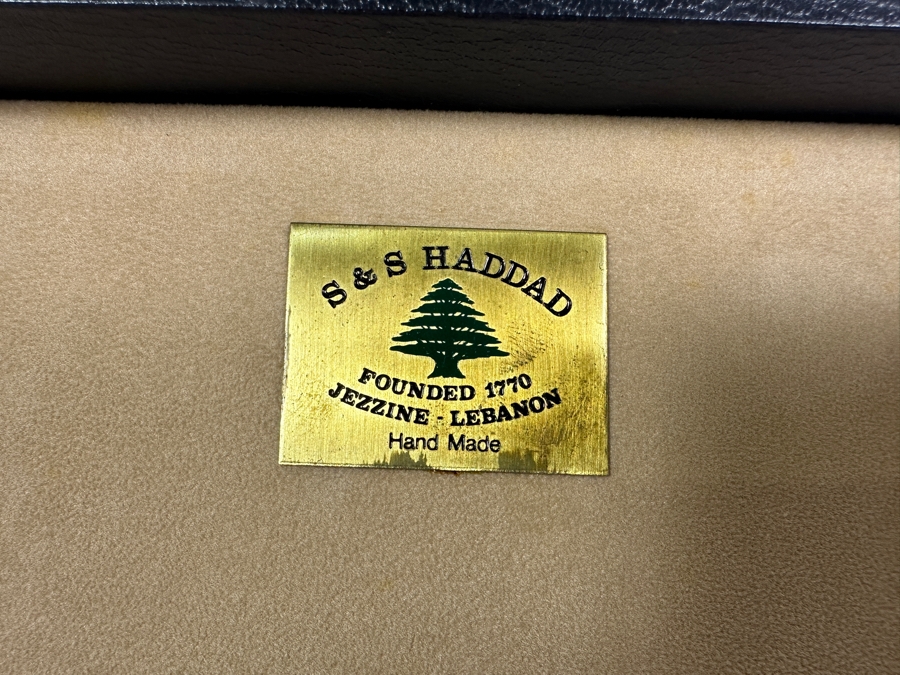 S & S HADDAD
FOUNDED 1770
JEZZINE - LEBANON
Hand Made